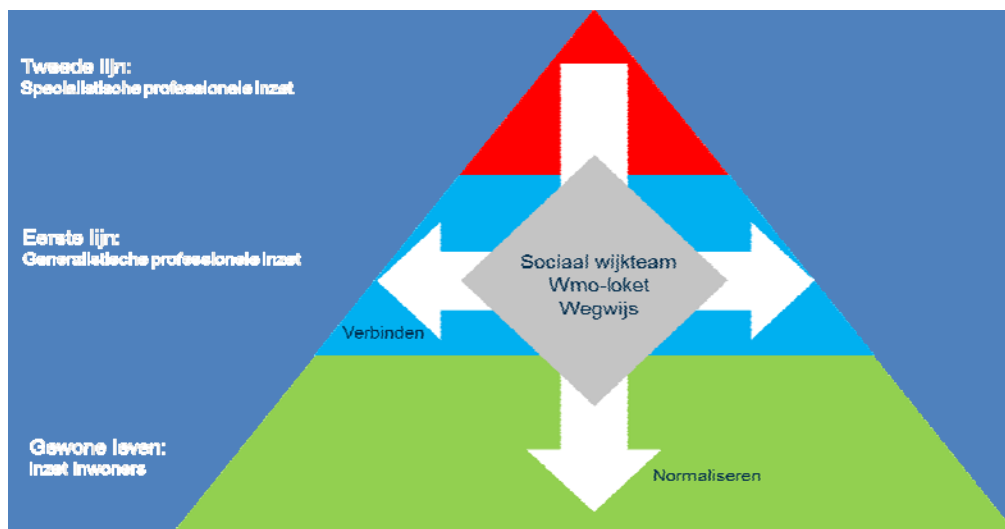 Tweede lijn:
Specialistische professionele inzet
Eerste lijn:
Generalistische professionele inzet
Sociaal wijkteam
Wmo-loket
Wegwijs
Verbinden
Gewone leven:
Inzet inwoners
Normaliseren